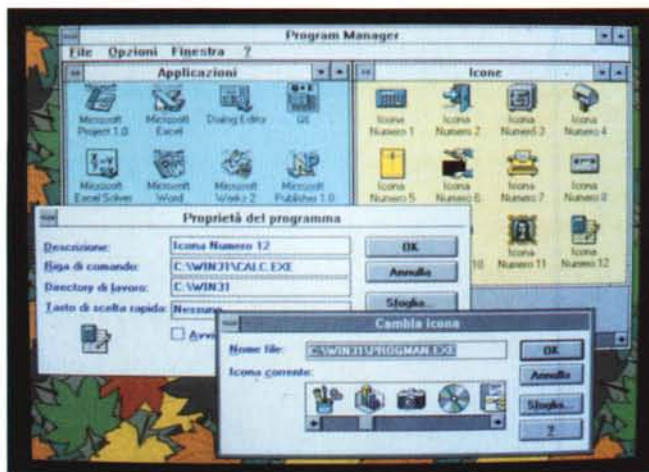 Program Manager
File Opzioni Finestra ?
Applicazioni
Icone
Microsoft Project 1.0
Microsoft Excel
Dialog Editor
Microsoft Excel Solver
Microsoft Word
Microsoft Works 2
Microsoft Publisher 1.0
Icona Numero 1
Icona Numero 2
Icona Numero 3
Icona Numero 4
Icona Numero 5
Icona Numero 6
Icona Numero 7
Icona Numero 8
10
Icona Numero 11
Icona Numero 12
Proprietà del programma
Descrizione: Icona Numero 12
Riga di comando: C:\WIN31\CALC.EXE
Directory di lavoro: C:\WIN31
Tasto di scelta rapida: Nessuno
Avvi
OK
Annulla
Sfoglia...
Cambia icona
Nome file: C:\WIN31\PROGMAN.EXE
Icona corrente:
OK
Annulla
Sfoglia...
?